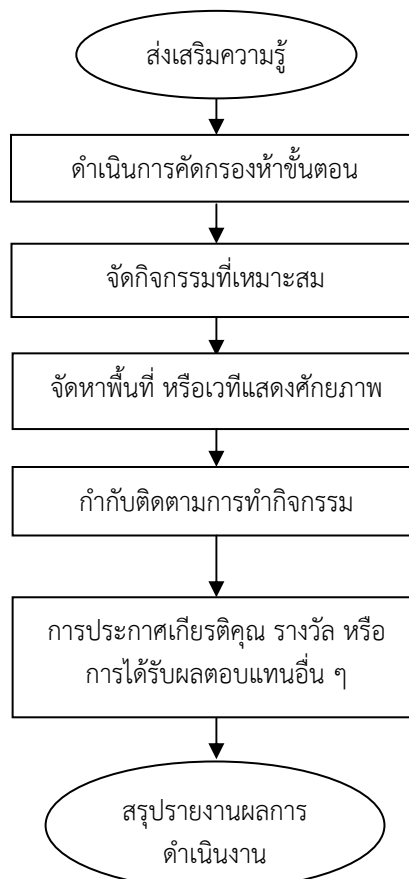 ส่งเสริมความรู้
ดำเนินการคัดกรองห้าขั้นตอน
จัดกิจกรรมที่เหมาะสม
จัดหาพื้นที่ หรือเวทีแสดงศักยภาพ
กำกับติดตามการทำกิจกรรม
การประกาศเกียรติคุณ รางวัล หรือ
การได้รับผลตอบแทนอื่น ๆ
สรุปรายงานผลการ
ดำเนินงาน